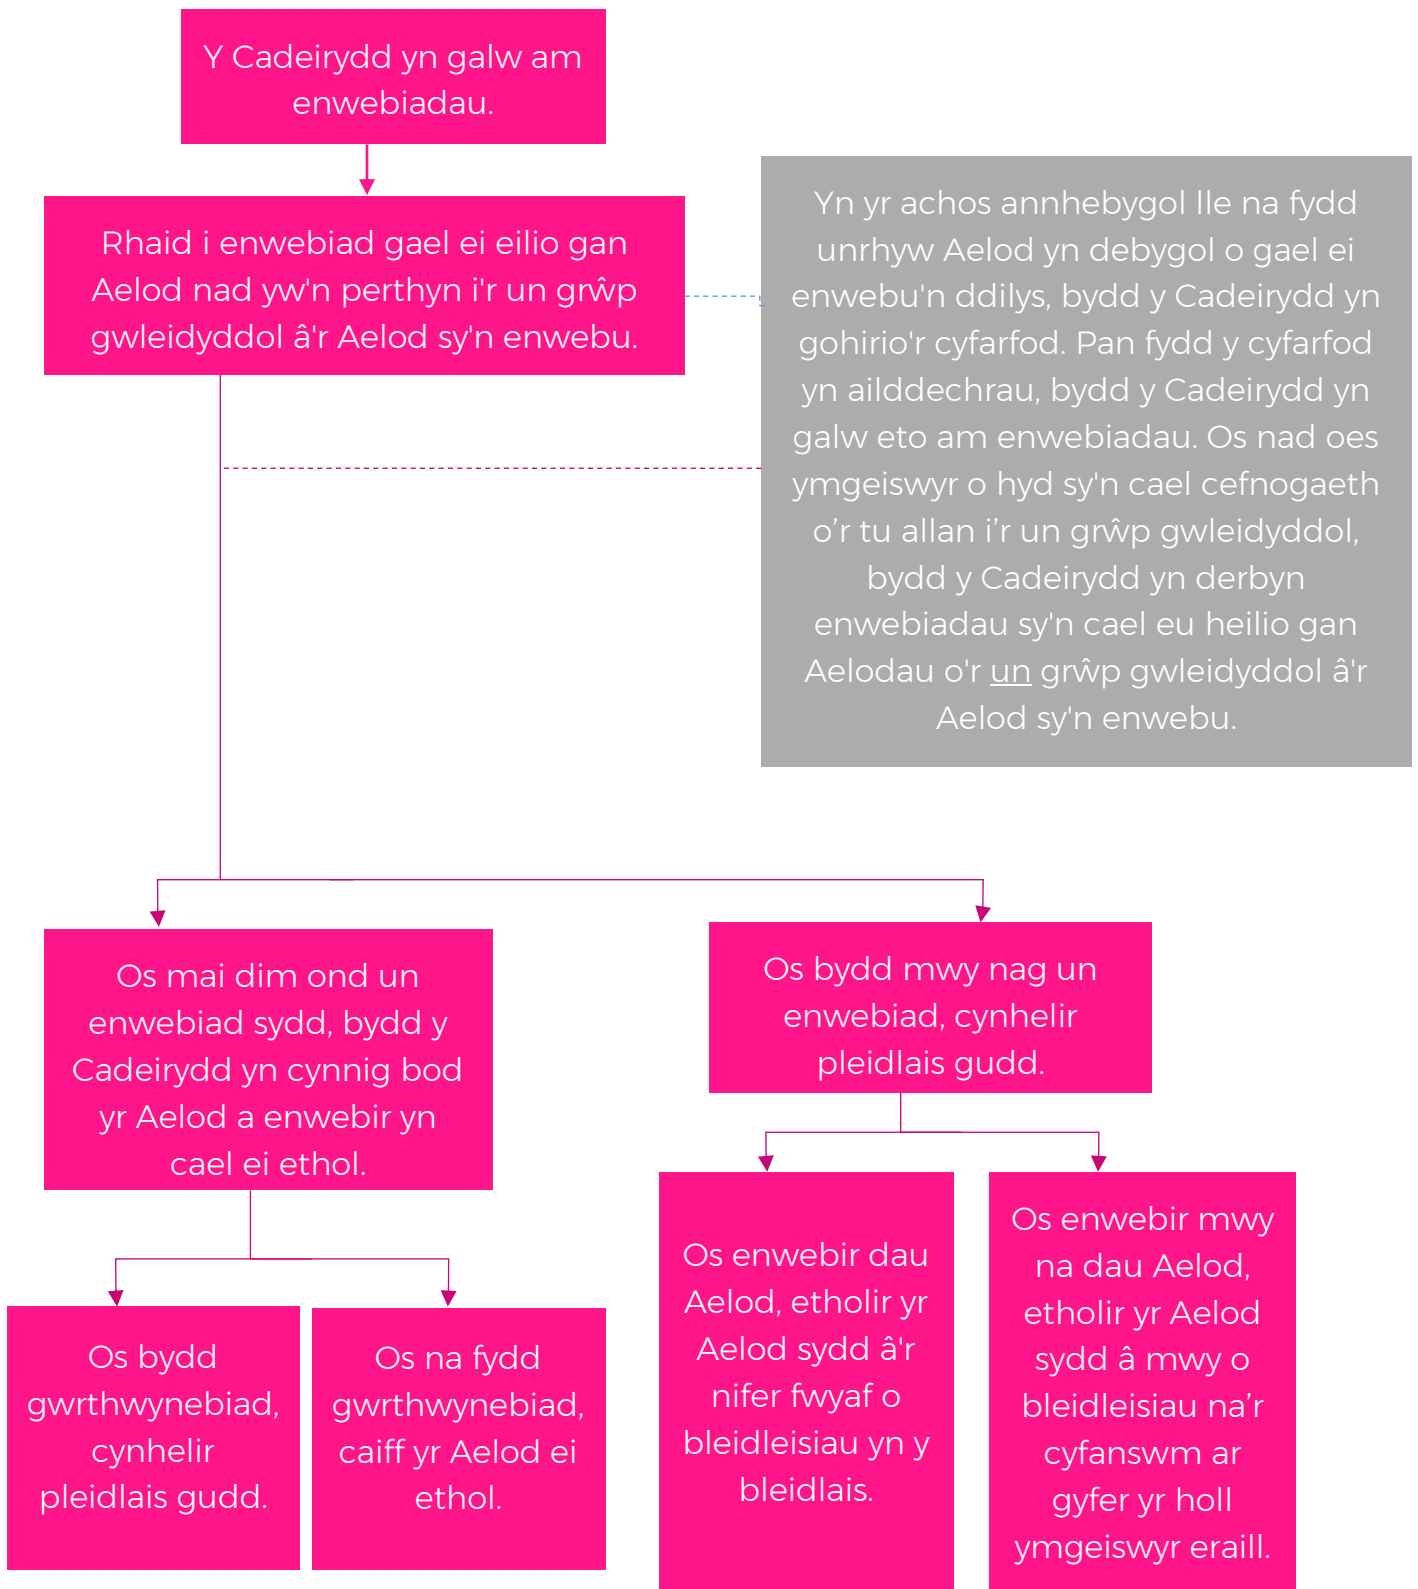 Y Cadeirydd yn galw am
enwebiadau.
Rhaid i enwebiad gael ei eilio gan
Aelod nad yw'n perthyn i'r un grŵp
gwleidyddol â'r Aelod sy'n enwebu.
Yn yr achos annhebygol lle na fydd
unrhyw Aelod yn debygol o gael ei
enwebu'n ddilys, bydd y Cadeirydd yn
gohirio'r cyfarfod. Pan fydd y cyfarfod
yn ailddechrau, bydd y Cadeirydd yn
galw eto am enwebiadau. Os nad oes
ymgeiswyr o hyd sy'n cael cefnogaeth
o’r tu allan i’r un grŵp gwleidyddol,
bydd y Cadeirydd yn derbyn
enwebiadau sy'n cael eu heilio gan
Aelodau o'r un grŵp gwleidyddol â'r
Aelod sy'n enwebu.
Os mai dim ond un
enwebiad sydd, bydd y
Cadeirydd yn cynnig bod
yr Aelod a enwebir yn
cael ei ethol.
Os bydd mwy nag un
enwebiad, cynhelir
pleidlais gudd.
Os bydd
gwrthwynebiad,
cynhelir
pleidlais gudd.
Os na fydd
gwrthwynebiad,
caiff yr Aelod ei
ethol.
Os enwebir dau
Aelod, etholir yr
Aelod sydd â'r
nifer fwyaf o
bleidleisiau yn y
bleidlais.
Os enwebir mwy
na dau Aelod,
etholir yr Aelod
sydd â mwy o
bleidleisiau na’r
cyfanswm ar
gyfer yr holl
ymgeiswyr eraill.